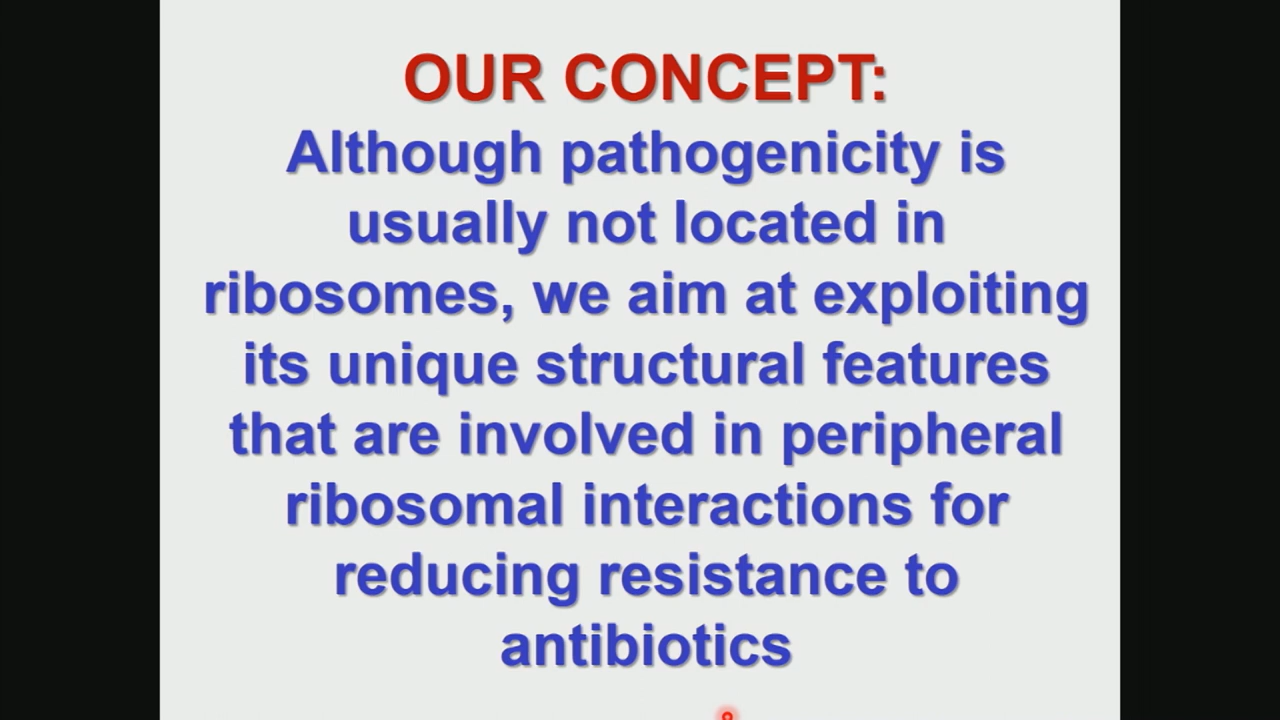 OUR CONCEPT:
Although pathogenicity is
usually not located in
ribosomes, we aim at exploiting
its unique structural features
that are involved in peripheral
ribosomal interactions for
reducing resistance to
antibiotics